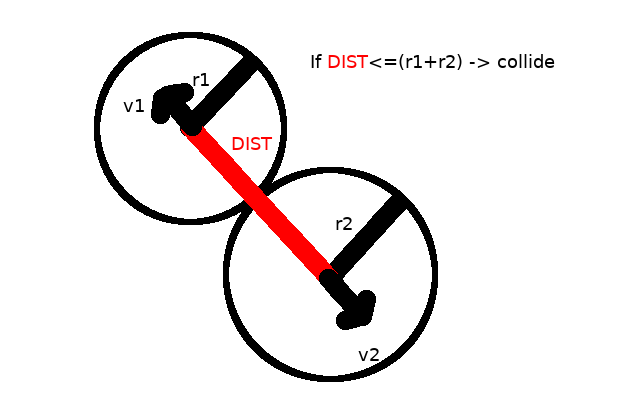 If DIST<=(r1+r2) -> collide
r1
v1
DIST
r2
v2